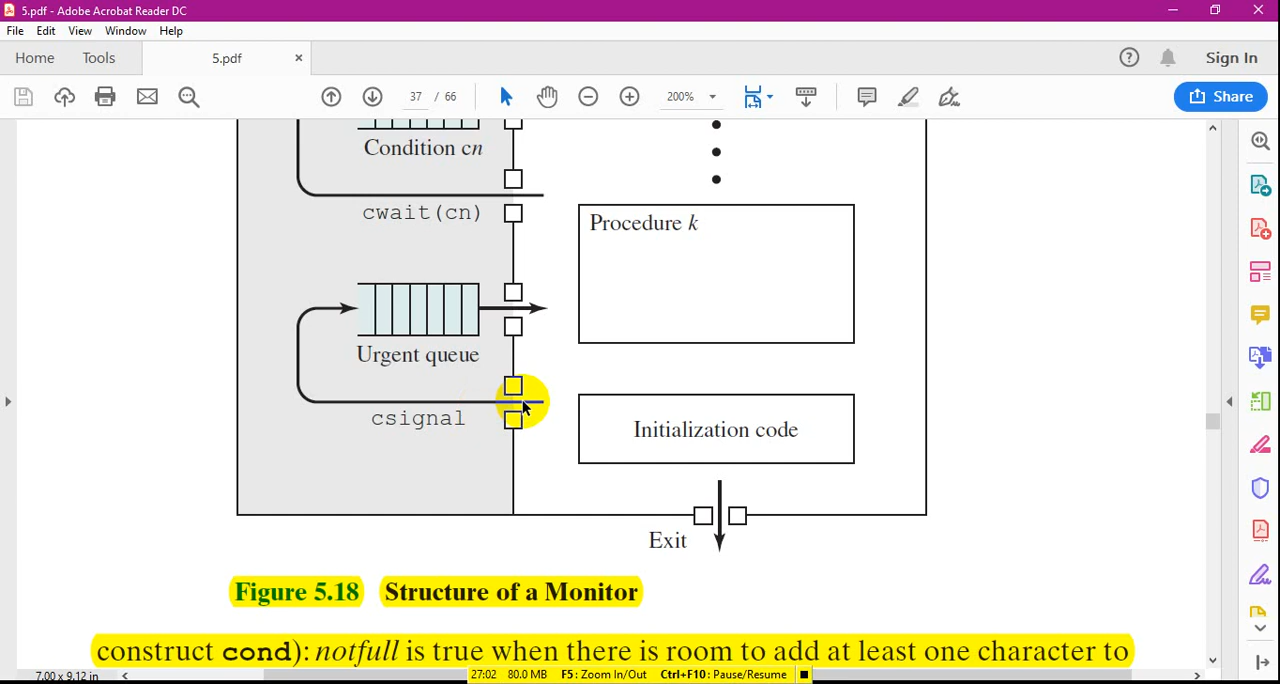 5.pdf - Adobe Acrobat Reader DC
File Edit View Window Help
Home Tools 5.pdf × Sign In
37 / 66 200% Share
Condition cn
cwait(cn)
Procedure k
Urgent queue
csignal
Initialization code
Exit
Figure 5.18 Structure of a Monitor
construct cond): notfull is true when there is room to add at least one character to
7.00 x 9.12 in
27:02 80.0 MB F5: Zoom In/Out Ctrl+F10: Pause/Resume